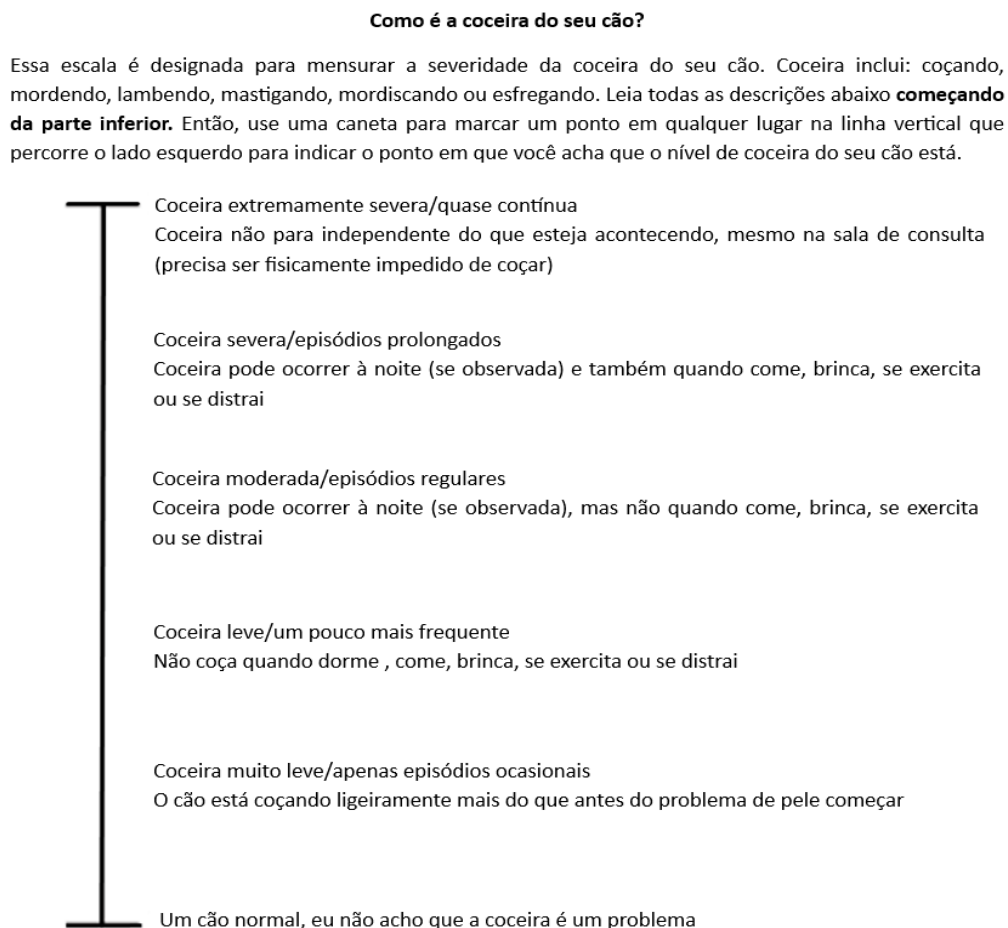 Como é a coceira do seu cão?
Essa escala é designada para mensurar a severidade da coceira do seu cão. Coceira inclui: coçando,
mordendo, lambendo, mastigando, mordiscando ou esfregando. Leia todas as descrições abaixo começando
da parte inferior. Então, use uma caneta para marcar um ponto em qualquer lugar na linha vertical que
percorre o lado esquerdo para indicar o ponto em que você acha que o nível de coceira do seu cão está.
Coceira extremamente severa/quase contínua
Coceira não para independente do que esteja acontecendo, mesmo na sala de consulta
(precisa ser fisicamente impedido de coçar)
Coceira severa/episódios prolongados
Coceira pode ocorrer à noite (se observada) e também quando come, brinca, se exercita
ou se distrai
Coceira moderada/episódios regulares
Coceira pode ocorrer à noite (se observada), mas não quando come, brinca, se exercita
ou se distrai
Coceira leve/um pouco mais frequente
Não coça quando dorme , come, brinca, se exercita ou se distrai
Coceira muito leve/apenas episódios ocasionais
O cão está coçando ligeiramente mais do que antes do problema de pele começar
Um cão normal, eu não acho que a coceira é um problema